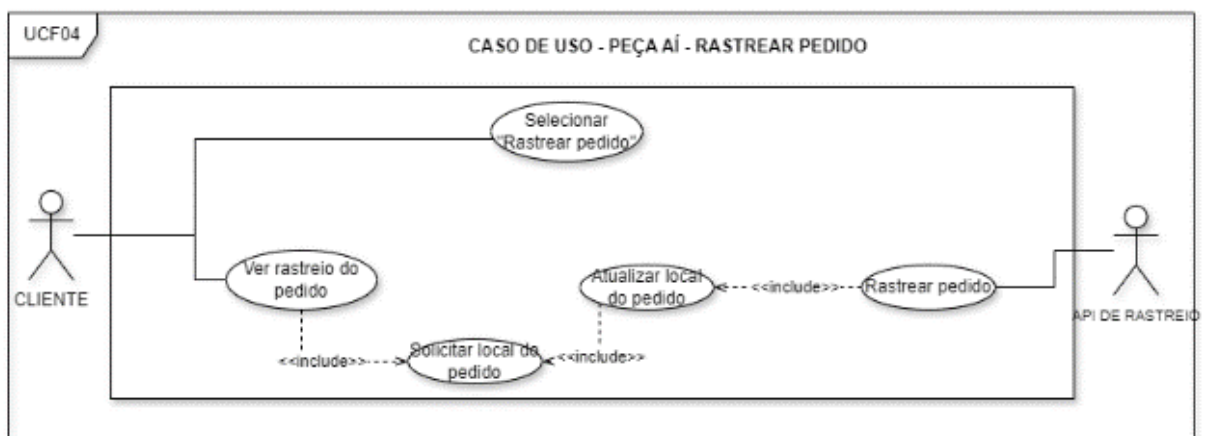 UCF04
CASO DE USO - PEÇA AÍ - RASTREAR PEDIDO
Selecionar
"Rastrear pedido"
Ver rastreio do
pedido
Atualizar local
do pedido
<<include>>
Rastrear pedido
CLIENTE
API DE RASTREIO
<<include>>
Solicitar local do
pedido
<<include>>